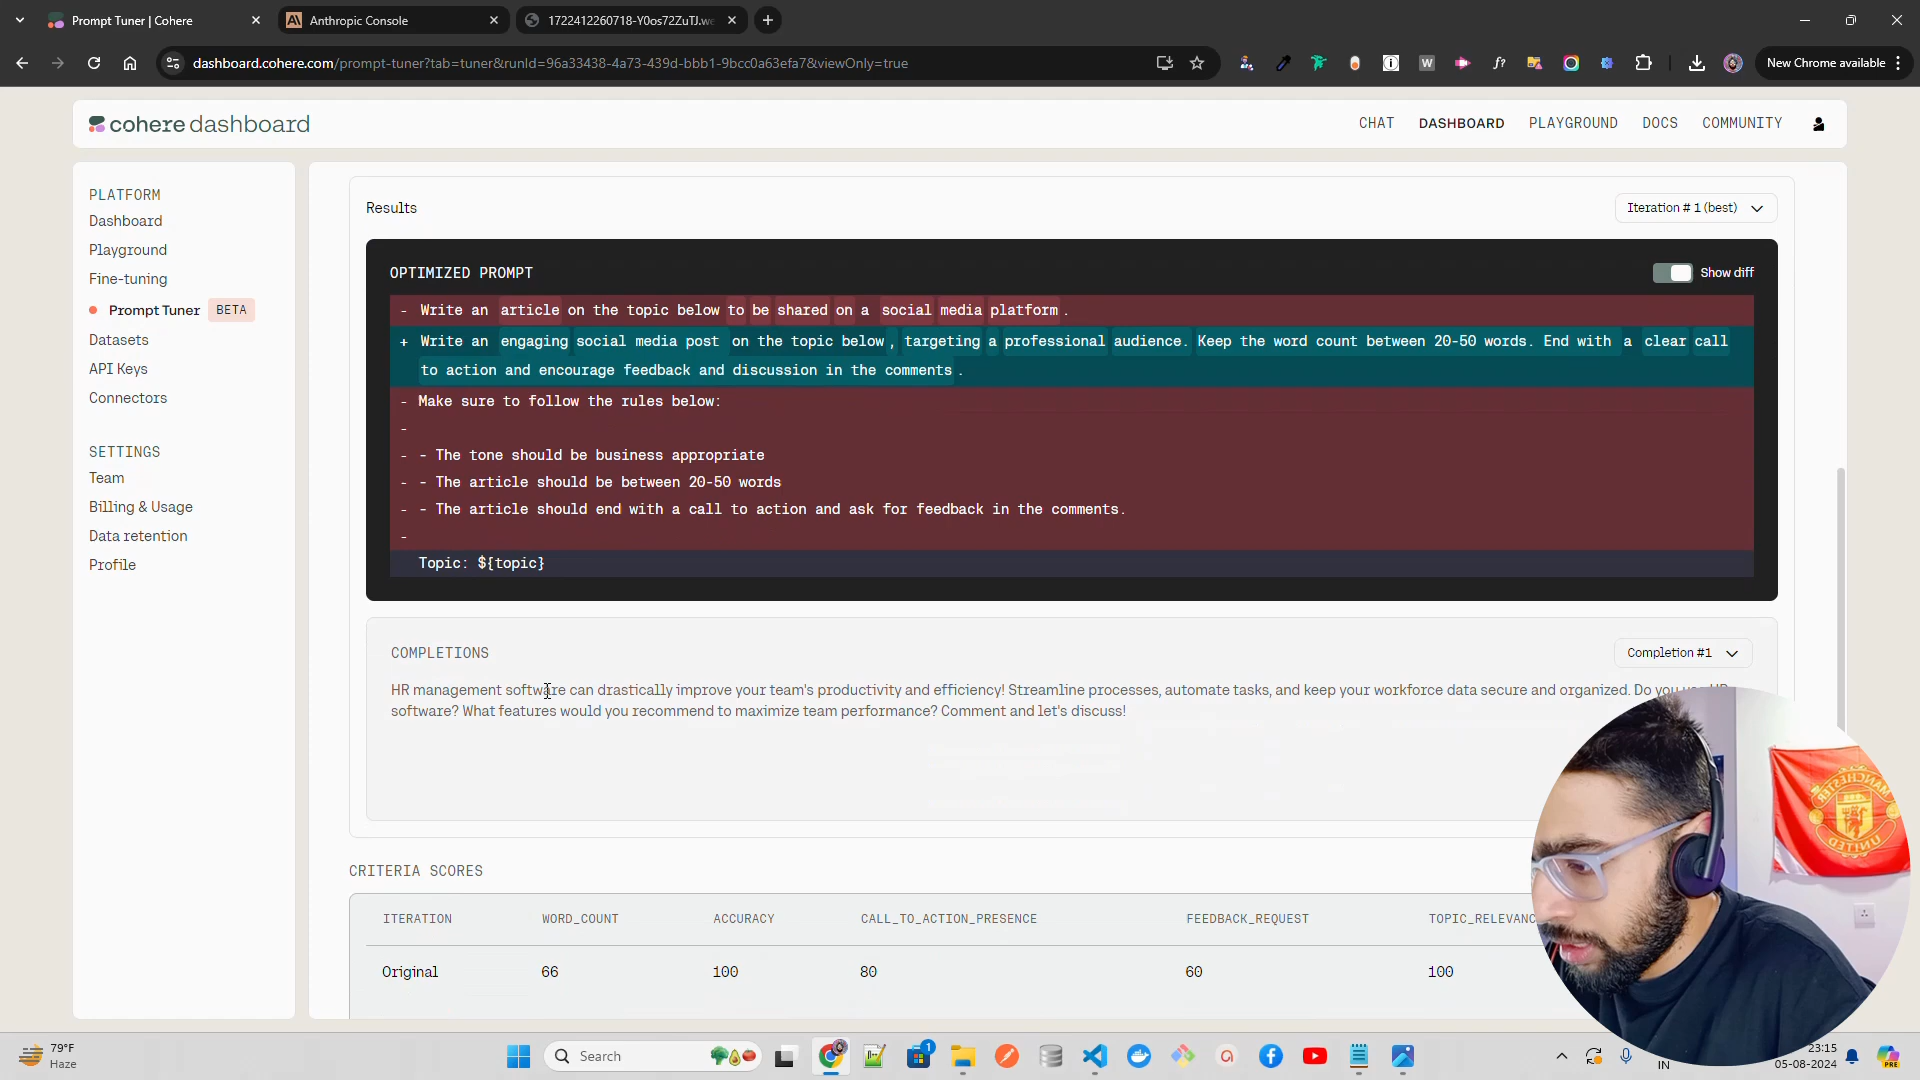 Prompt Tuner | Cohere
Anthropic Console
1722412260718-Y0os72ZuTJ.we
dashboard.cohere.com/prompt-tuner?tab=tuner&runId=96a33438-4a73-439d-bbb1-9bcc0a63efa7&viewOnly=true
New Chrome available
cohere dashboard
CHAT
DASHBOARD
PLAYGROUND
DOCS
COMMUNITY
PLATFORM
Dashboard
Playground
Fine-tuning
Prompt Tuner BETA
Datasets
API Keys
Connectors
SETTINGS
Team
Billing & Usage
Data retention
Profile
Results
Iteration # 1 (best)
OPTIMIZED PROMPT
Show diff
- Write an article on the topic below to be shared on a social media platform.
+ Write an engaging social media post on the topic below, targeting a professional audience. Keep the word count between 20-50 words. End with a clear call
to action and encourage feedback and discussion in the comments.
- Make sure to follow the rules below:
-
- - The tone should be business appropriate
- - The article should be between 20-50 words
- - The article should end with a call to action and ask for feedback in the comments.
-
Topic: ${topic}
COMPLETIONS
Completion #1
HR management software can drastically improve your team's productivity and efficiency! Streamline processes, automate tasks, and keep your workforce data secure and organized. Do you
software? What features would you recommend to maximize team performance? Comment and let's discuss!
CRITERIA SCORES
ITERATION WORD_COUNT ACCURACY CALL_TO_ACTION_PRESENCE FEEDBACK_REQUEST TOPIC_RELEVANC
Original 66 100 80 60 100
MANCHESTER
UNITED
79°F
Haze
Search
1
IN
23:15
05-08-2024
PRE